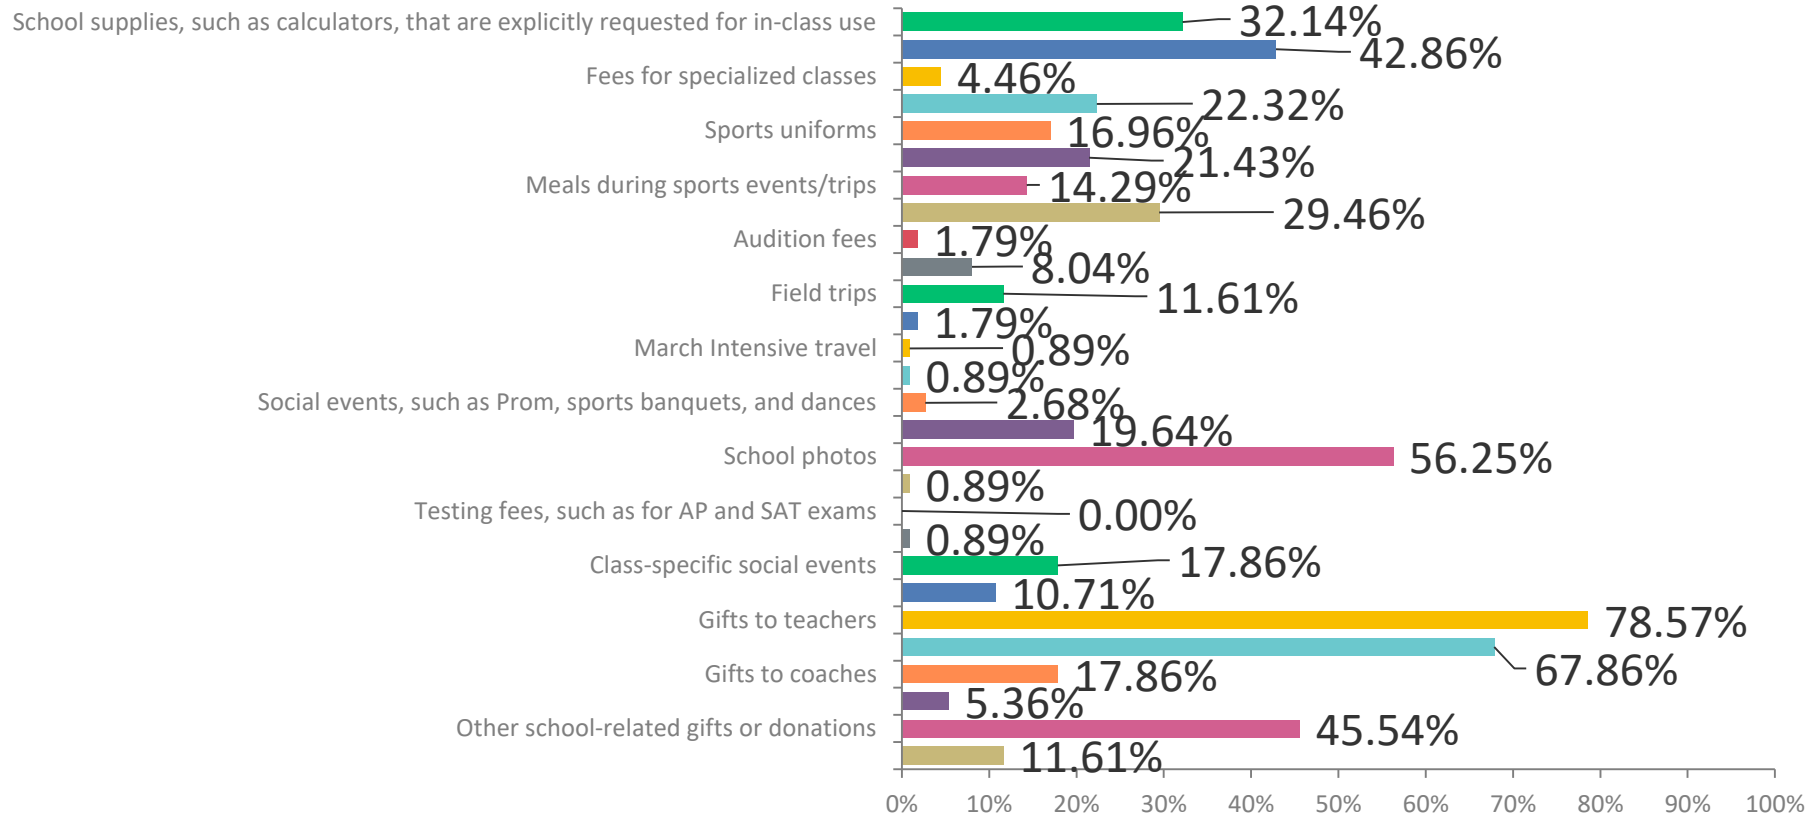 School supplies, such as calculators, that are explicitly requested for in-class use 32.14%
42.86%
Fees for specialized classes 4.46%
22.32%
Sports uniforms 16.96%
21.43%
Meals during sports events/trips 14.29%
29.46%
Audition fees 1.79%
8.04%
Field trips 11.61%
1.79%
March Intensive travel 0.89%
0.89%
Social events, such as Prom, sports banquets, and dances 2.68%
19.64%
School photos 56.25%
0.89%
Testing fees, such as for AP and SAT exams 0.00%
0.89%
Class-specific social events 17.86%
10.71%
Gifts to teachers 78.57%
67.86%
Gifts to coaches 17.86%
5.36%
Other school-related gifts or donations 45.54%
11.61%
0% 10% 20% 30% 40% 50% 60% 70% 80% 90% 100%